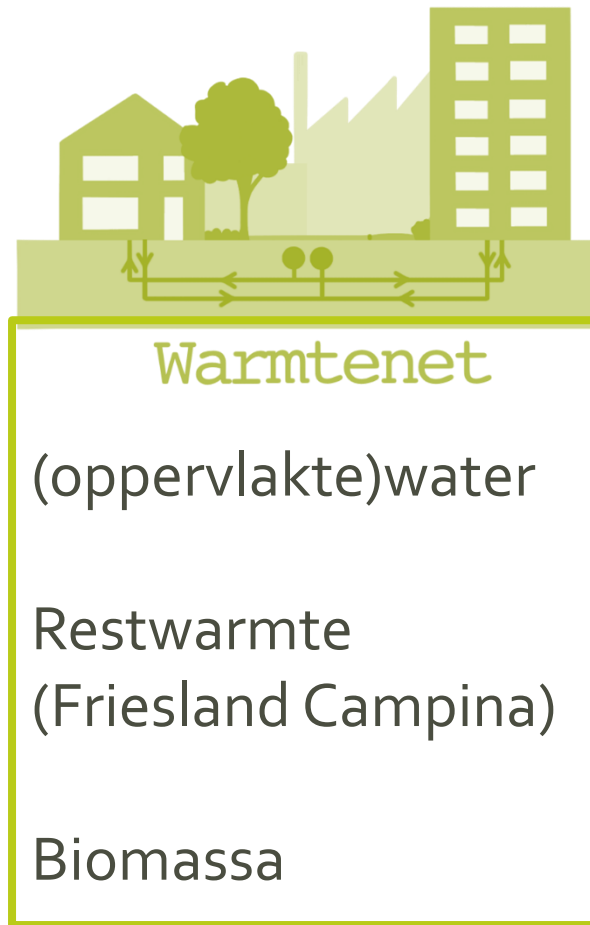 Warmtenet
(oppervlakte)water
Restwarmte
(Friesland Campina)
Biomassa